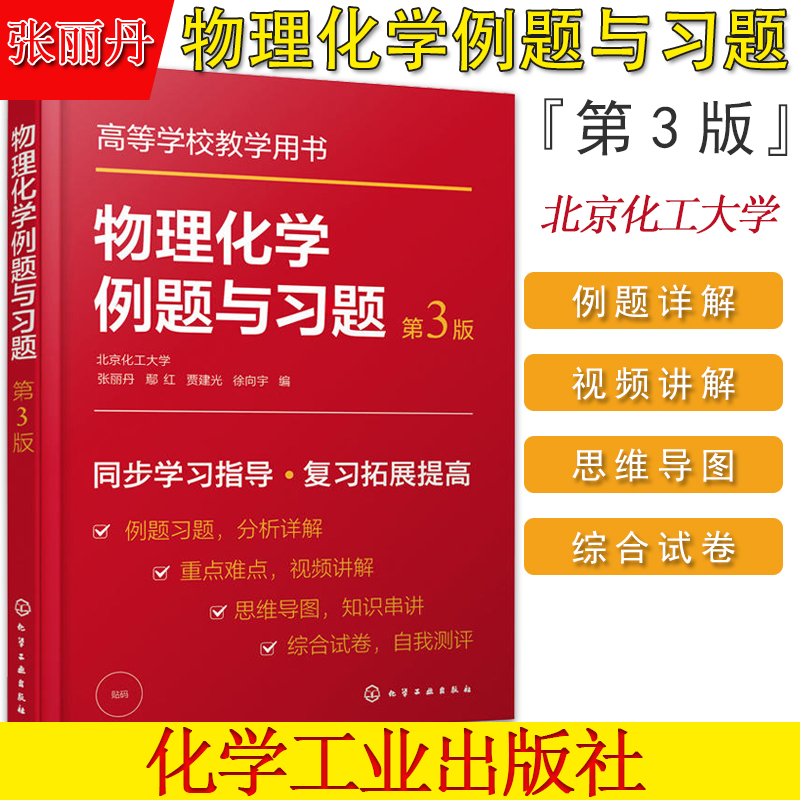 张丽丹
物理化学例题与习题
『第3版』
北京化工大学
例题详解
视频讲解
思维导图
综合试卷
物理化学例题与习题
第3版
化学工业出版社
高等学校教学用书
物理化学
例题与习题 第3版
北京化工大学
张丽丹 鄢红 贾建光 徐向宇 编
同步学习指导·复习拓展提高
例题习题，分析详解
重点难点，视频讲解
思维导图，知识串讲
综合试卷，自我测评
贴码
化学工业出版社
化学工业出版社